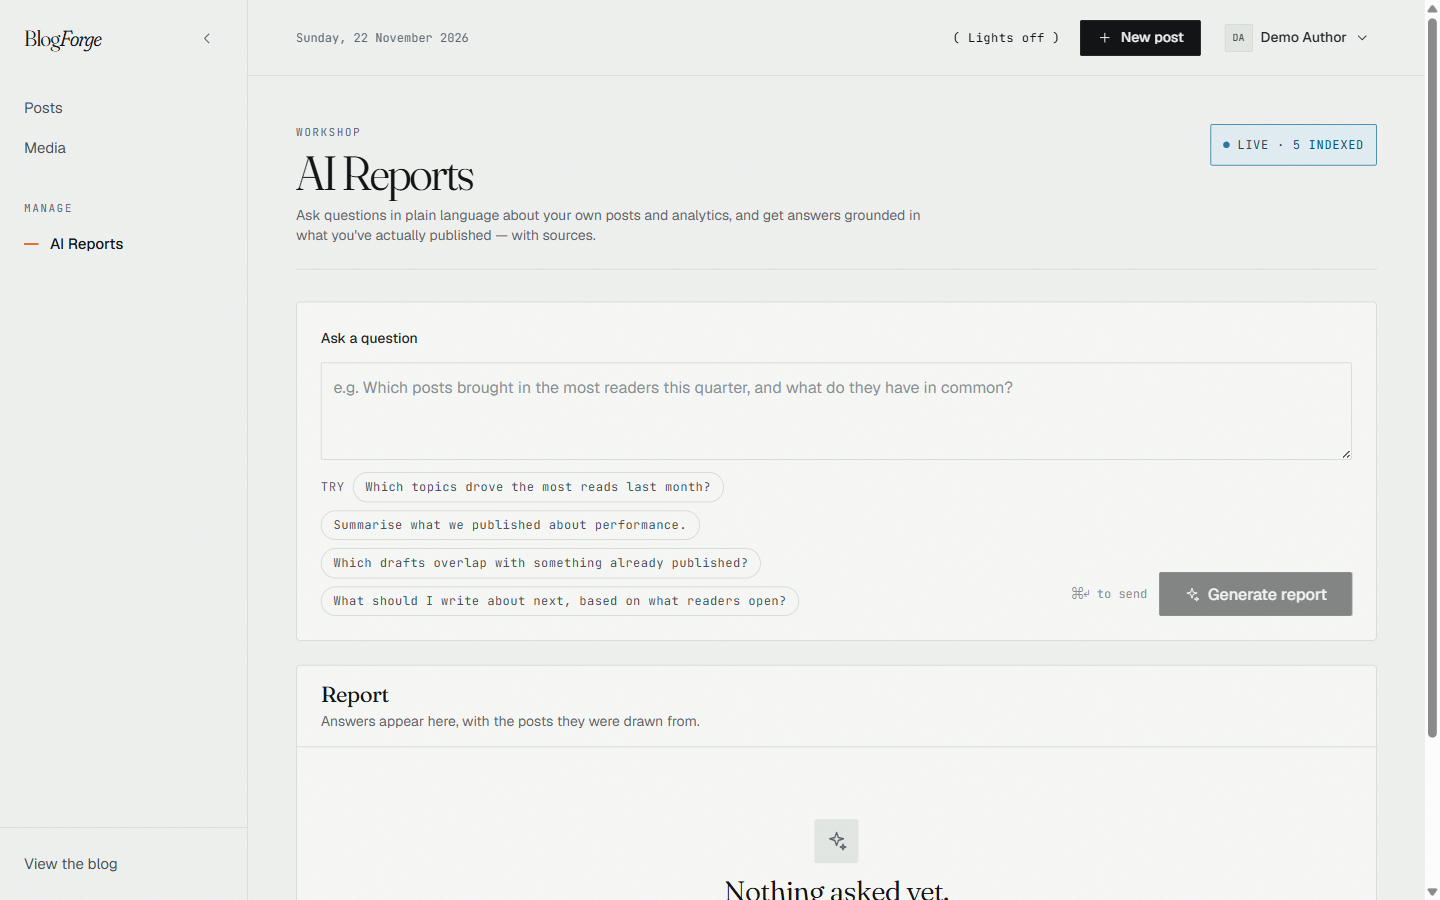 BlogForge
Sunday, 22 November 2026
( Lights off )
+ New post
DA
Demo Author
Posts
Media
MANAGE
AI Reports
View the blog
WORKSHOP
AI Reports
Ask questions in plain language about your own posts and analytics, and get answers grounded in
what you've actually published — with sources.
LIVE · 5 INDEXED
Ask a question
e.g. Which posts brought in the most readers this quarter, and what do they have in common?
TRY
Which topics drove the most reads last month?
Summarise what we published about performance.
Which drafts overlap with something already published?
What should I write about next, based on what readers open?
⌘↵ to send
Generate report
Report
Answers appear here, with the posts they were drawn from.
Nothing asked yet.